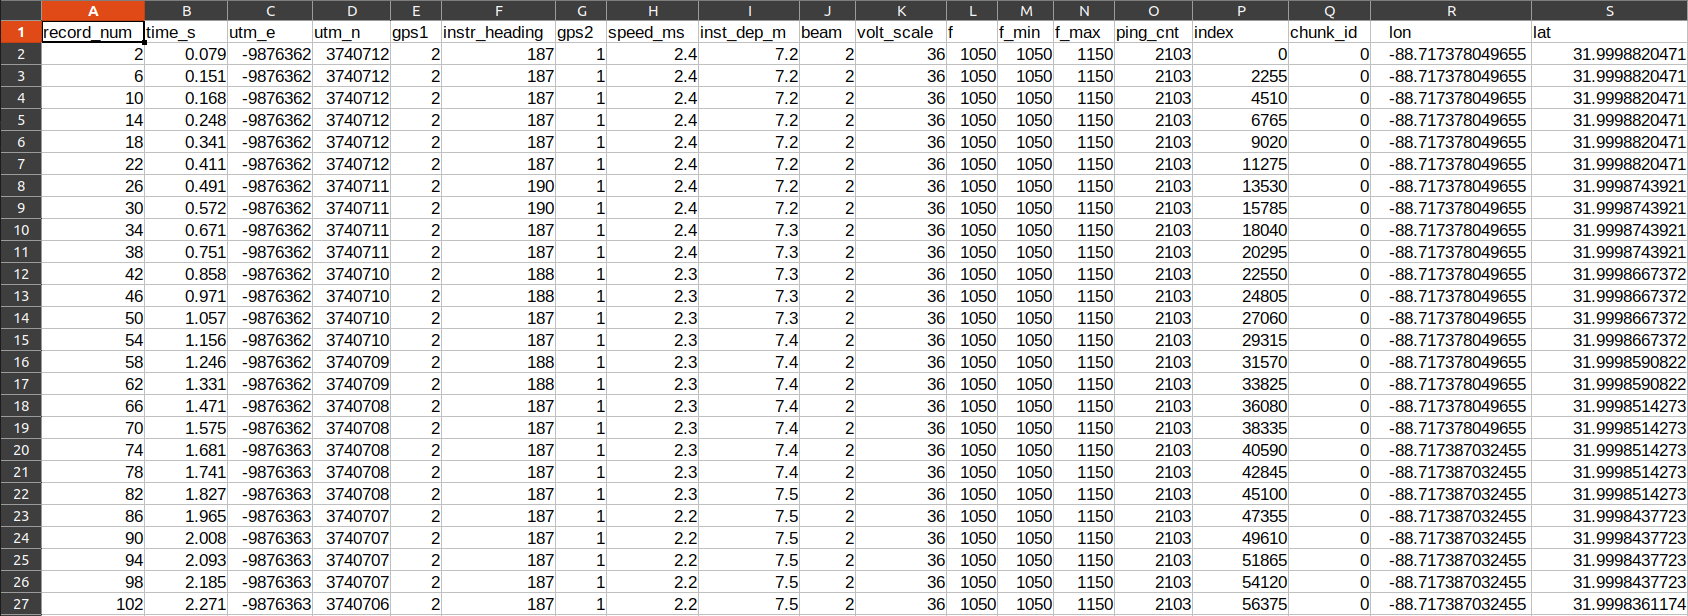 A B C D E F G H I J K L M N O P Q R S
1 record_num time_s utm_e utm_n gps1 instr_heading gps2 speed_ms inst_dep_m beam volt_scale f f_min f_max ping_cnt index chunk_id lon lat
2 2 0.079 -9876362 3740712 2 187 1 2.4 7.2 2 36 1050 1050 1150 2103 0 0 -88.717378049655 31.9998820471
3 6 0.151 -9876362 3740712 2 187 1 2.4 7.2 2 36 1050 1050 1150 2103 2255 0 -88.717378049655 31.9998820471
4 10 0.168 -9876362 3740712 2 187 1 2.4 7.2 2 36 1050 1050 1150 2103 4510 0 -88.717378049655 31.9998820471
5 14 0.248 -9876362 3740712 2 187 1 2.4 7.2 2 36 1050 1050 1150 2103 6765 0 -88.717378049655 31.9998820471
6 18 0.341 -9876362 3740712 2 187 1 2.4 7.2 2 36 1050 1050 1150 2103 9020 0 -88.717378049655 31.9998820471
7 22 0.411 -9876362 3740712 2 187 1 2.4 7.2 2 36 1050 1050 1150 2103 11275 0 -88.717378049655 31.9998820471
8 26 0.491 -9876362 3740711 2 190 1 2.4 7.2 2 36 1050 1050 1150 2103 13530 0 -88.717378049655 31.9998743921
9 30 0.572 -9876362 3740711 2 190 1 2.4 7.2 2 36 1050 1050 1150 2103 15785 0 -88.717378049655 31.9998743921
10 34 0.671 -9876362 3740711 2 187 1 2.4 7.3 2 36 1050 1050 1150 2103 18040 0 -88.717378049655 31.9998743921
11 38 0.751 -9876362 3740711 2 187 1 2.4 7.3 2 36 1050 1050 1150 2103 20295 0 -88.717378049655 31.9998743921
12 42 0.858 -9876362 3740710 2 188 1 2.3 7.3 2 36 1050 1050 1150 2103 22550 0 -88.717378049655 31.9998667372
13 46 0.971 -9876362 3740710 2 188 1 2.3 7.3 2 36 1050 1050 1150 2103 24805 0 -88.717378049655 31.9998667372
14 50 1.057 -9876362 3740710 2 187 1 2.3 7.3 2 36 1050 1050 1150 2103 27060 0 -88.717378049655 31.9998667372
15 54 1.156 -9876362 3740710 2 187 1 2.3 7.4 2 36 1050 1050 1150 2103 29315 0 -88.717378049655 31.9998667372
16 58 1.246 -9876362 3740709 2 188 1 2.3 7.4 2 36 1050 1050 1150 2103 31570 0 -88.717378049655 31.9998590822
17 62 1.331 -9876362 3740709 2 188 1 2.3 7.4 2 36 1050 1050 1150 2103 33825 0 -88.717378049655 31.9998590822
18 66 1.471 -9876362 3740708 2 187 1 2.3 7.4 2 36 1050 1050 1150 2103 36080 0 -88.717378049655 31.9998514273
19 70 1.575 -9876362 3740708 2 187 1 2.3 7.4 2 36 1050 1050 1150 2103 38335 0 -88.717378049655 31.9998514273
20 74 1.681 -9876363 3740708 2 187 1 2.3 7.4 2 36 1050 1050 1150 2103 40590 0 -88.717387032455 31.9998514273
21 78 1.741 -9876363 3740708 2 187 1 2.3 7.4 2 36 1050 1050 1150 2103 42845 0 -88.717387032455 31.9998514273
22 82 1.827 -9876363 3740708 2 187 1 2.3 7.5 2 36 1050 1050 1150 2103 45100 0 -88.717387032455 31.9998514273
23 86 1.965 -9876363 3740707 2 187 1 2.2 7.5 2 36 1050 1050 1150 2103 47355 0 -88.717387032455 31.9998437723
24 90 2.008 -9876363 3740707 2 187 1 2.2 7.5 2 36 1050 1050 1150 2103 49610 0 -88.717387032455 31.9998437723
25 94 2.093 -9876363 3740707 2 187 1 2.2 7.5 2 36 1050 1050 1150 2103 51865 0 -88.717387032455 31.9998437723
26 98 2.185 -9876363 3740707 2 187 1 2.2 7.5 2 36 1050 1050 1150 2103 54120 0 -88.717387032455 31.9998437723
27 102 2.271 -9876363 3740706 2 187 1 2.2 7.5 2 36 1050 1050 1150 2103 56375 0 -88.717387032455 31.9998361174